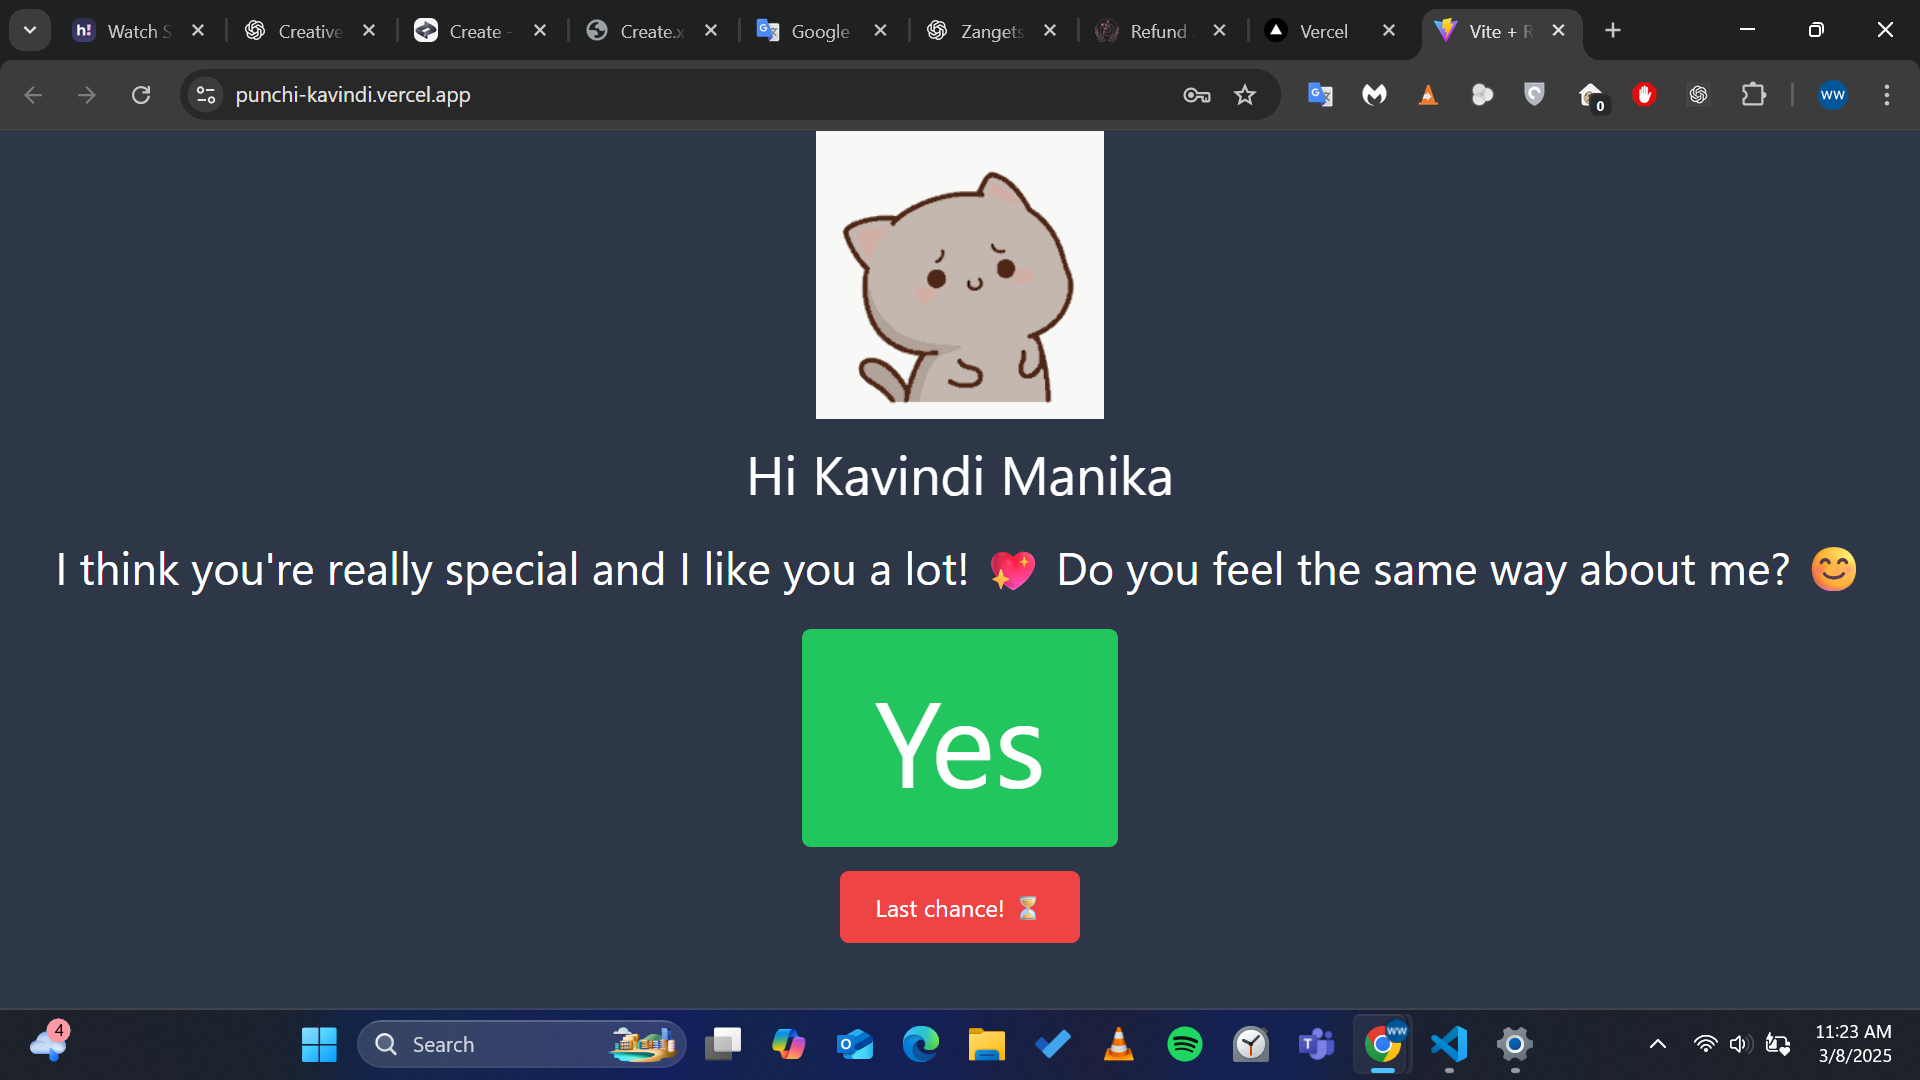 h! Watch S
Creative
Create -
Create.x
Google
Zangets
Refund
Vercel
Vite + R
punchi-kavindi.vercel.app
0
ww
Hi Kavindi Manika
I think you're really special and I like you a lot! 💖 Do you feel the same way about me? 😊
Yes
Last chance! ⏳
4
Search
ww
11:23 AM
3/8/2025